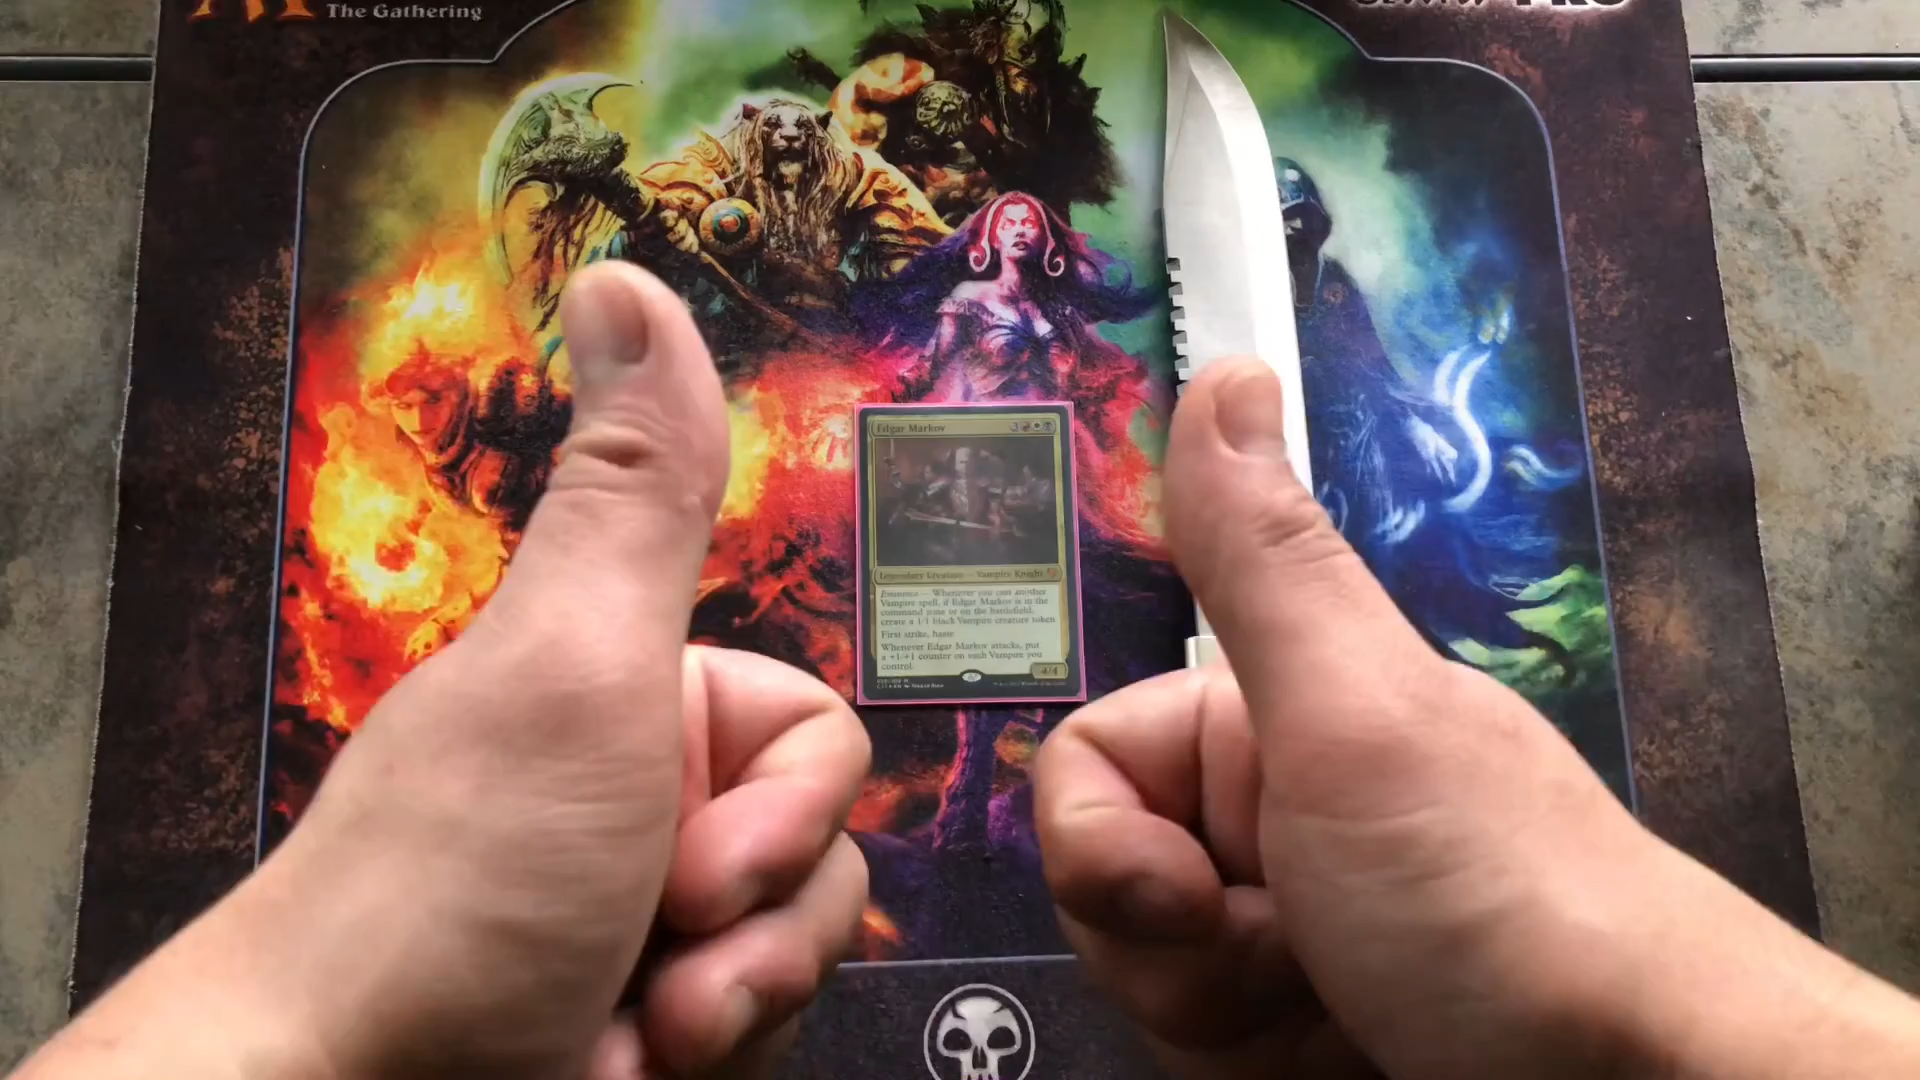 The Gathering
PRO
Edgar Markov
3
Legendary Creature — Vampire Knight
Eminence — Whenever you cast another
Vampire spell, if Edgar Markov is in the
command zone or on the battlefield,
create a 1/1 black Vampire creature token
First strike, haste
Whenever Edgar Markov attacks, put
a +1/+1 counter on each Vampire you
control.
4/4